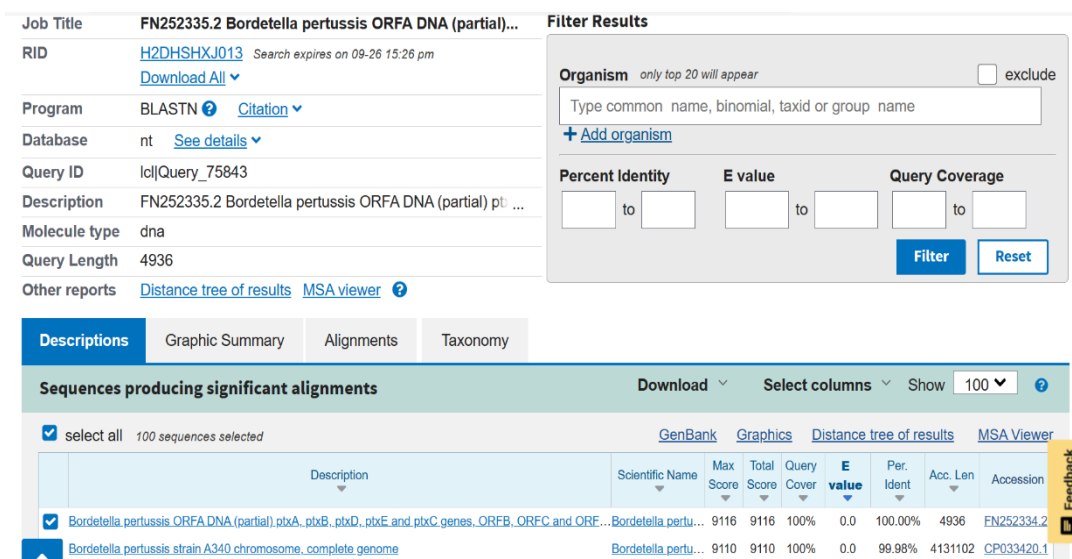 Job Title FN252335.2 Bordetella pertussis ORFA DNA (partial)...
RID H2DHSHXJ013 Search expires on 09-26 15:26 pm
Download All
Program BLASTN ? Citation
Database nt See details
Query ID lcl|Query_75843
Description FN252335.2 Bordetella pertussis ORFA DNA (partial) pt ...
Molecule type dna
Query Length 4936
Other reports Distance tree of results MSA viewer ?
Filter Results
Organism only top 20 will appear exclude
Type common name, binomial, taxid or group name
+ Add organism
Percent Identity E value Query Coverage
to to to
Filter Reset
Descriptions Graphic Summary Alignments Taxonomy
Sequences producing significant alignments Download Select columns Show 100 ?
select all 100 sequences selected GenBank Graphics Distance tree of results MSA Viewer
Description Scientific Name Max Score Total Score Query Cover E value Per. Ident Acc. Len Accession
Bordetella pertussis ORFA DNA (partial) ptxA, ptxB, ptxD, ptxE and ptxC genes, ORFB, ORFC and ORF... Bordetella pertu... 9116 9116 100% 0.0 100.00% 4936 FN252334.2
Bordetella pertussis strain A340 chromosome, complete genome Bordetella pertu... 9110 9110 100% 0.0 99.98% 4131102 CP033420.1
Feedback